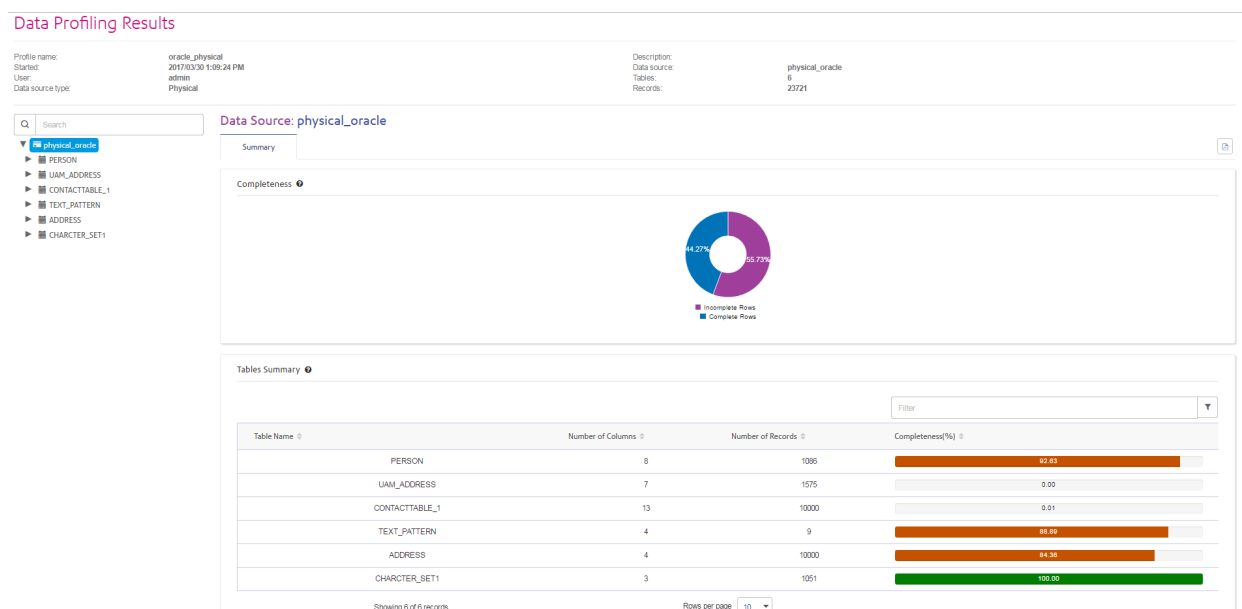 Data Profiling Results
Profile name: oracle_physical Description:
Started: 2017/03/30 1:09:24 PM Data source: physical_oracle
User: admin Tables: 6
Data source type: Physical Records: 23721
Search
physical_oracle
PERSON
UAM_ADDRESS
CONTACTTABLE_1
TEXT_PATTERN
ADDRESS
CHARCTER_SET1
Data Source: physical_oracle
Summary
Completeness ?
44.27%
55.73%
Incomplete Rows
Complete Rows
Tables Summary ?
Filter
Table Name Number of Columns Number of Records Completeness(%)
PERSON 8 1086 92.63
UAM_ADDRESS 7 1575 0.00
CONTACTTABLE_1 13 10000 0.01
TEXT_PATTERN 4 9 88.89
ADDRESS 4 10000 84.36
CHARCTER_SET1 3 1051 100.00
Showing 6 of 6 records Rows per page 10